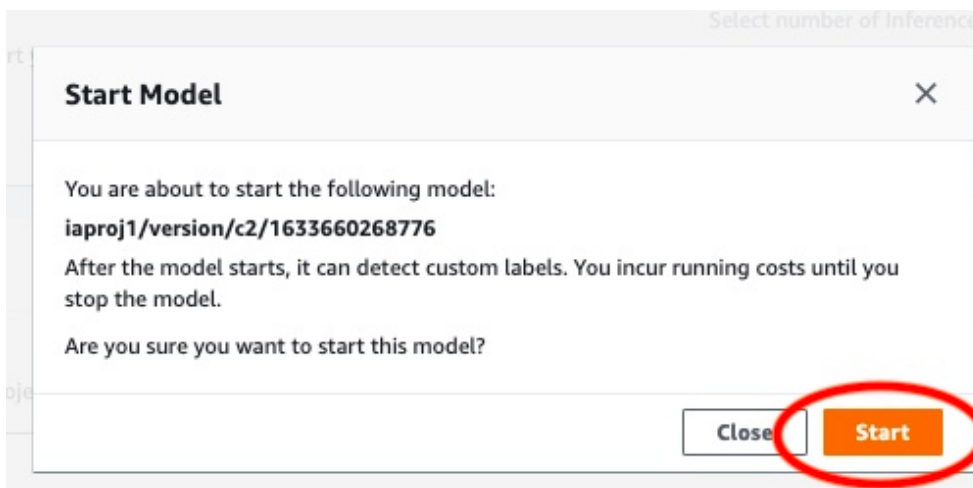 Select number of Inference
rt
Start Model
You are about to start the following model:
iaproj1/version/c2/1633660268776
After the model starts, it can detect custom labels. You incur running costs until you
stop the model.
Are you sure you want to start this model?
oje
Close
Start